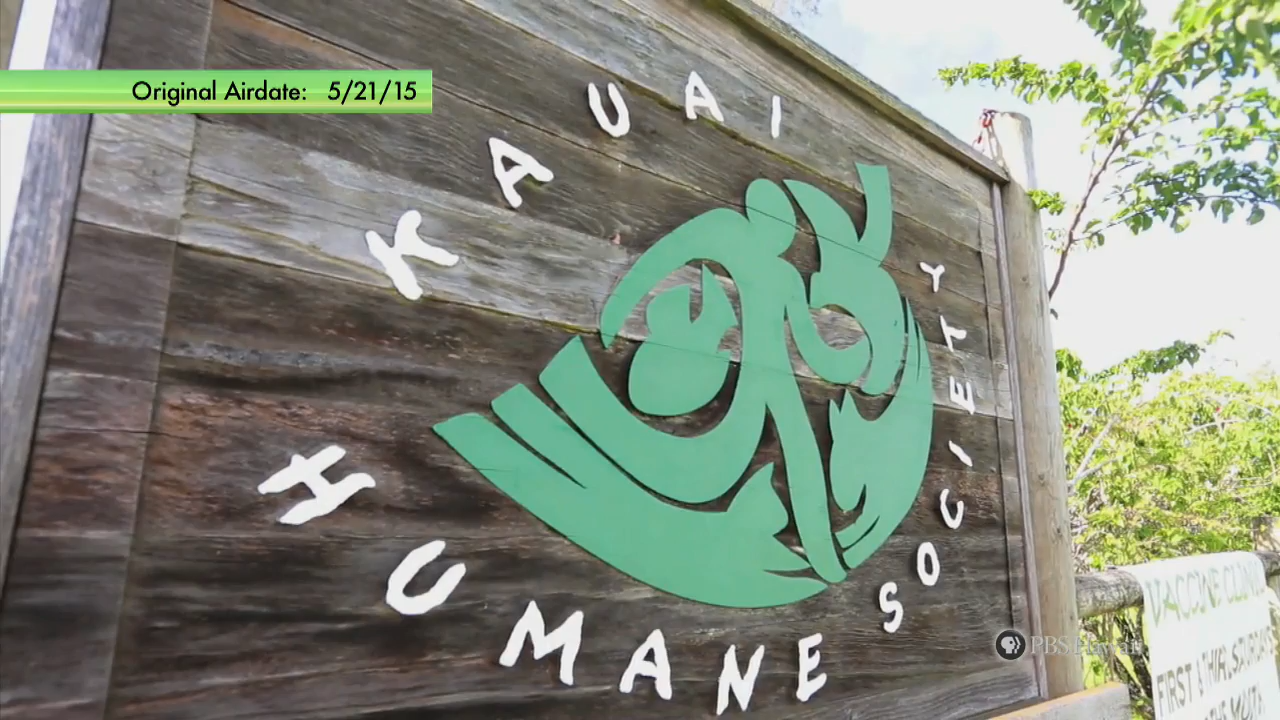 Original Airdate: 5/21/15
KAUAI
HUMANE SOCIETY
PBS Hawaii
VACCINE CLINIC
FIRST & THIRD SATURDAYS